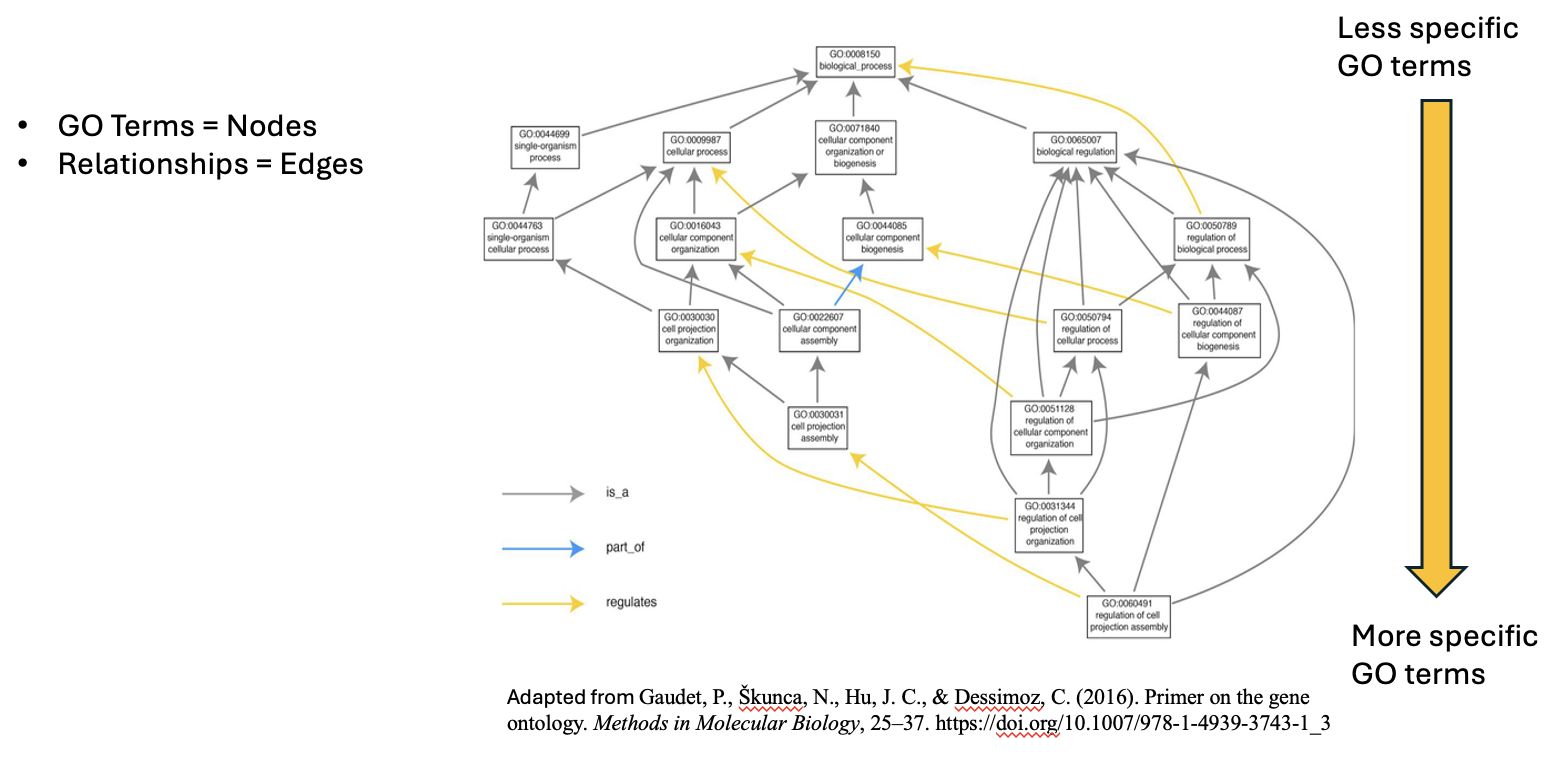 Less specific
GO terms
• GO Terms = Nodes
• Relationships = Edges
GO:0008150
biological_process
GO:0044699
single-organism
process
GO:0009987
cellular process
GO:0071840
cellular component
organization or
biogenesis
GO:0065007
biological regulation
GO:0044763
single-organism
cellular process
GO:0016043
cellular component
organization
GO:0044085
cellular component
biogenesis
GO:0050789
regulation of
biological process
GO:0030030
cell projection
organization
GO:0022607
cellular component
assembly
GO:0050794
regulation of
cellular process
GO:0044087
regulation of
cellular component
biogenesis
GO:0030031
cell projection
assembly
GO:0051128
regulation of
cellular component
organization
GO:0031344
regulation of cell
projection
organization
GO:0060491
regulation of cell
projection assembly
is_a
part_of
regulates
More specific
GO terms
Adapted from Gaudet, P., Škunca, N., Hu, J. C., & Dessimoz, C. (2016). Primer on the gene
ontology. Methods in Molecular Biology, 25–37. https://doi.org/10.1007/978-1-4939-3743-1_3